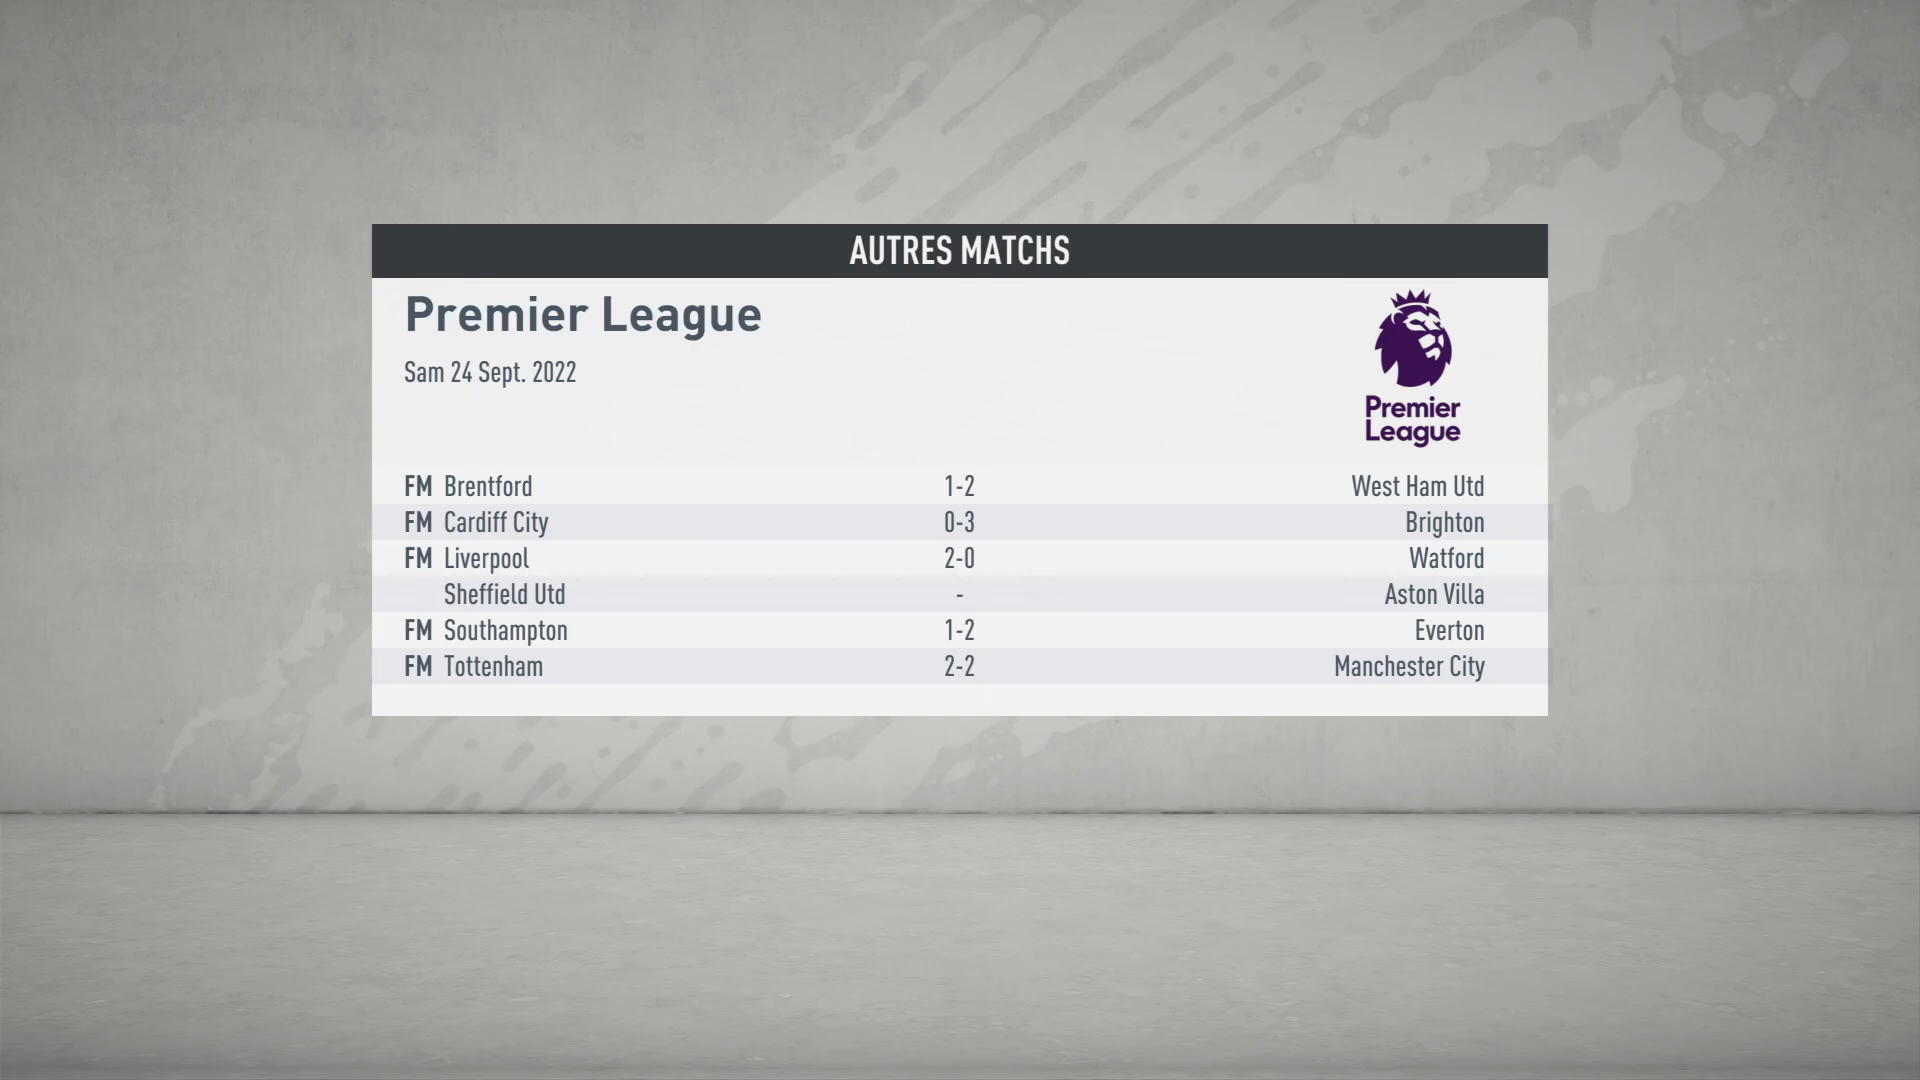 AUTRES MATCHS
Premier League
Sam 24 Sept. 2022
Premier
League
FM Brentford 1-2 West Ham Utd
FM Cardiff City 0-3 Brighton
FM Liverpool 2-0 Watford
Sheffield Utd - Aston Villa
FM Southampton 1-2 Everton
FM Tottenham 2-2 Manchester City